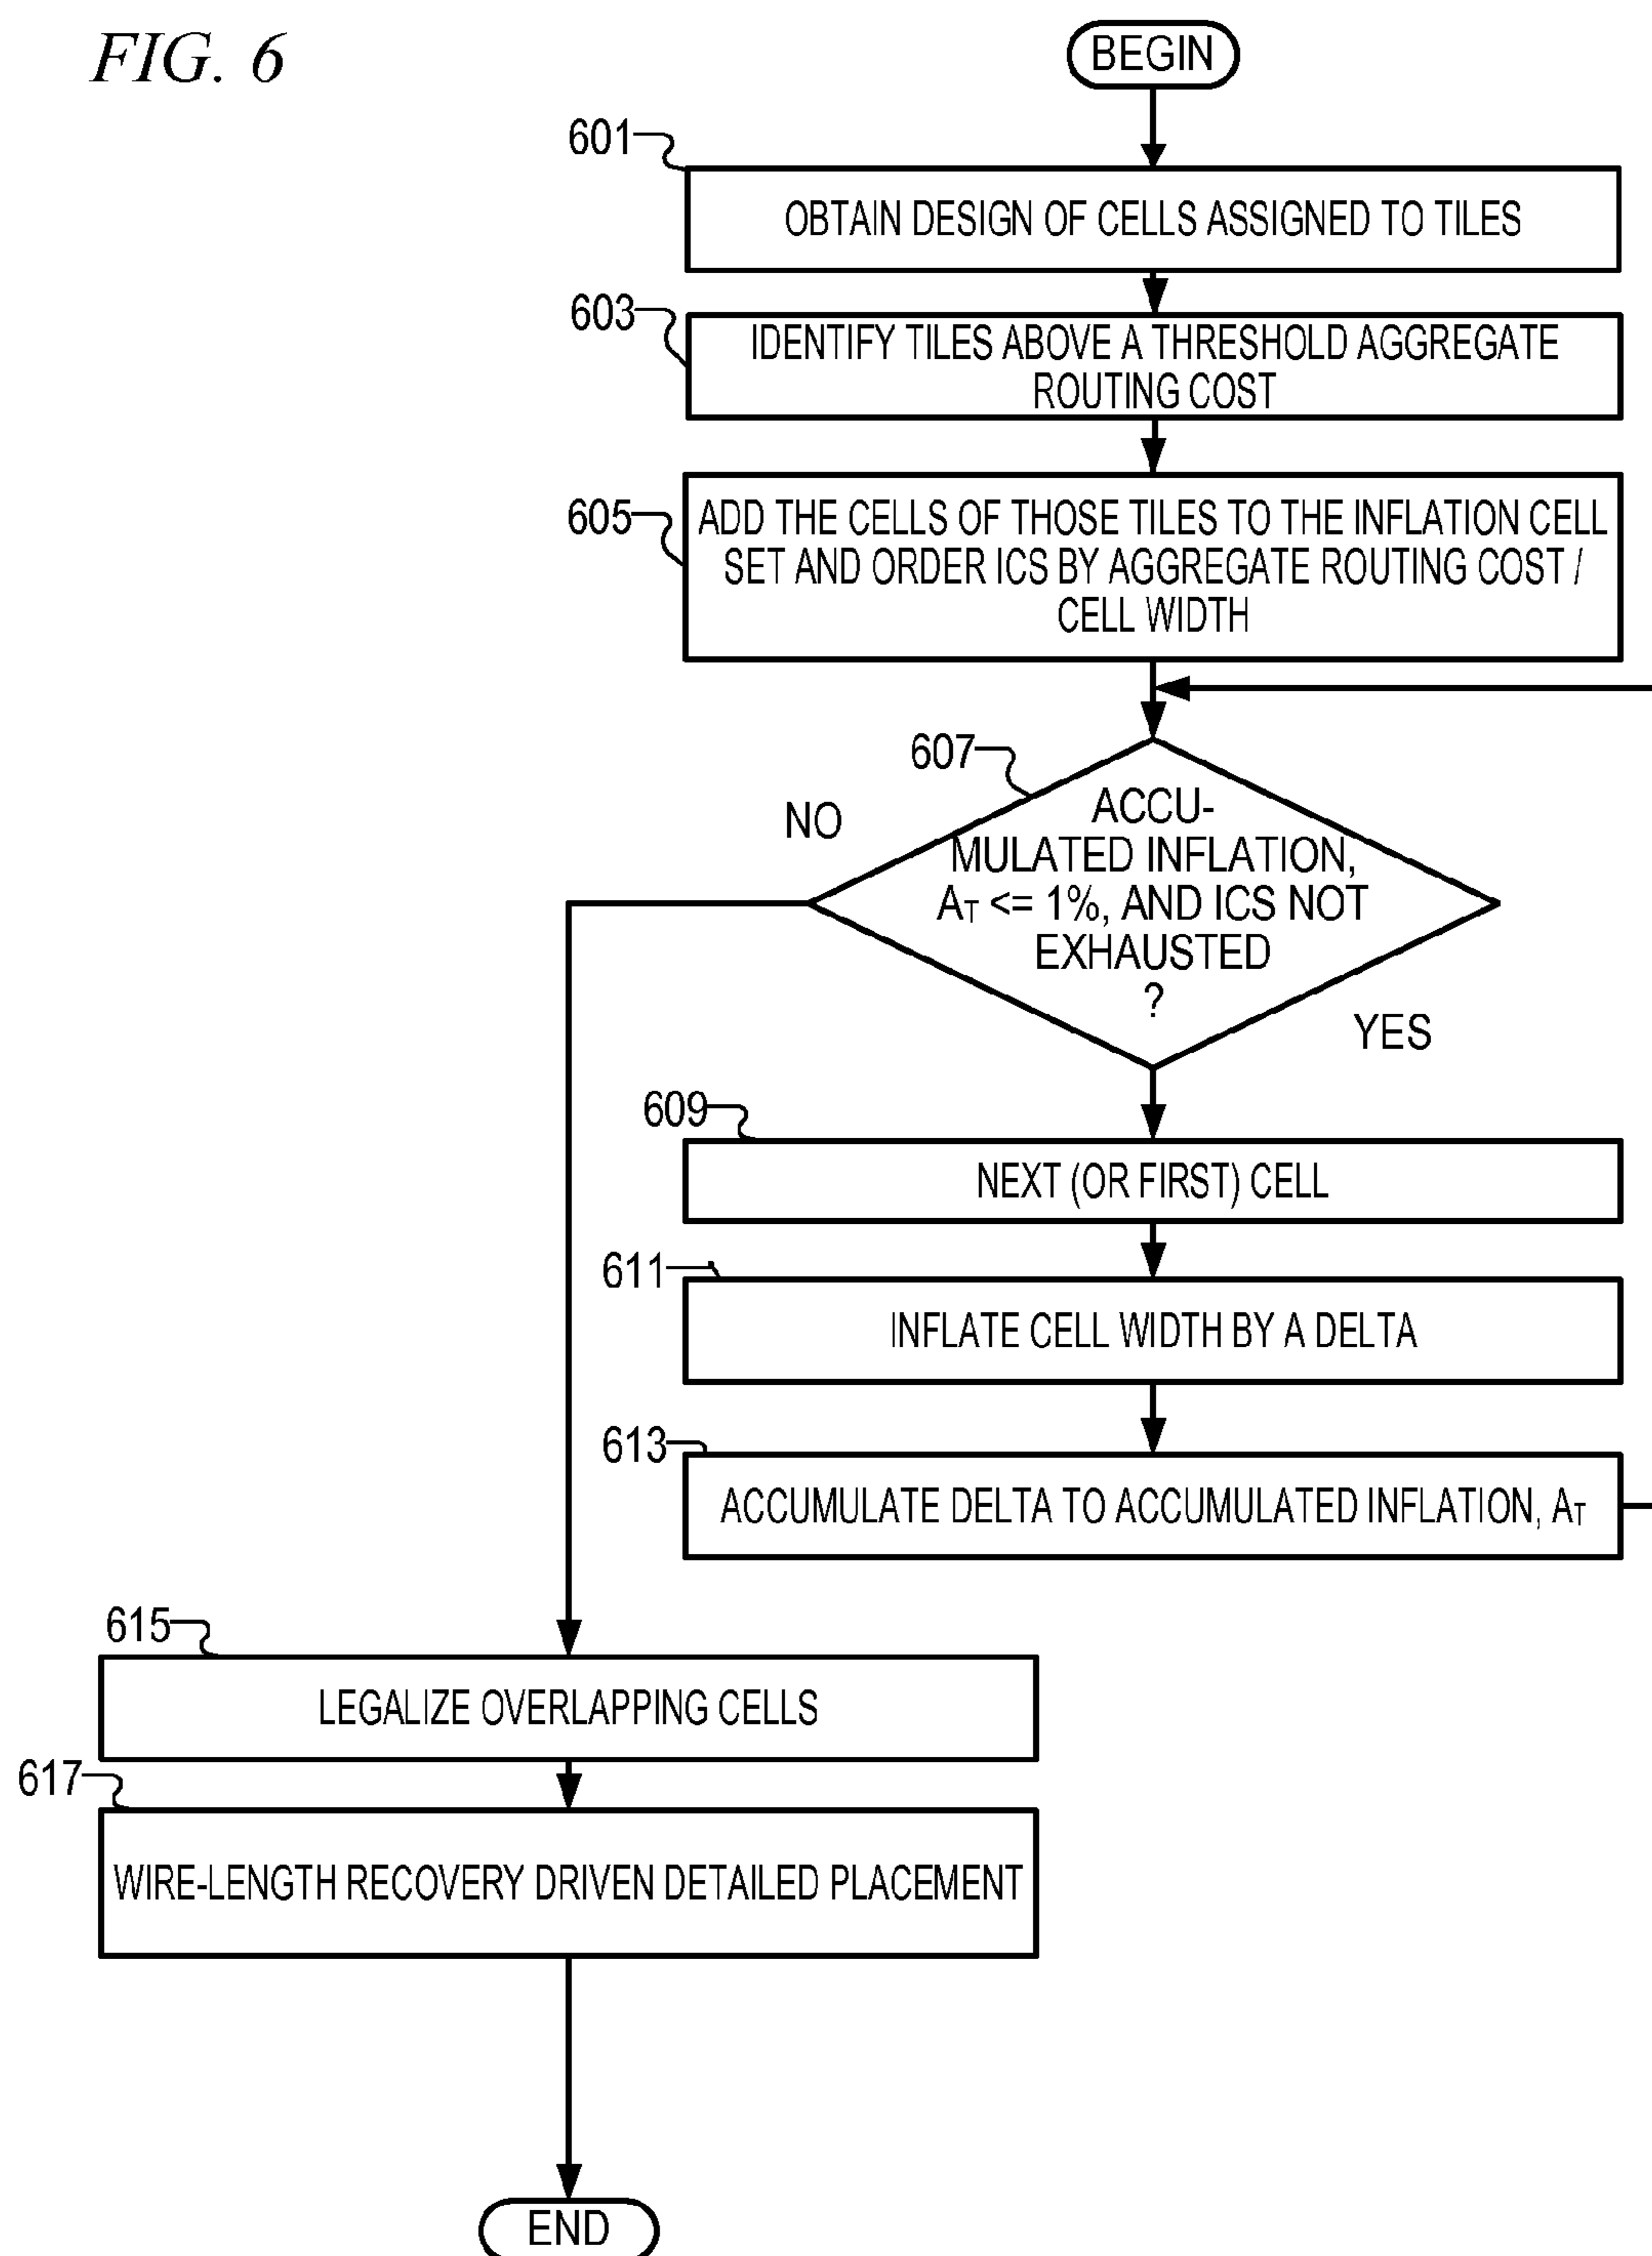 FIG. 6
BEGIN
601
OBTAIN DESIGN OF CELLS ASSIGNED TO TILES
603
IDENTIFY TILES ABOVE A THRESHOLD AGGREGATE
ROUTING COST
605
ADD THE CELLS OF THOSE TILES TO THE INFLATION CELL
SET AND ORDER ICS BY AGGREGATE ROUTING COST /
CELL WIDTH
607
NO
ACCU-
MULATED INFLATION,
AT <= 1%, AND ICS NOT
EXHAUSTED
?
YES
609
NEXT (OR FIRST) CELL
611
INFLATE CELL WIDTH BY A DELTA
613
ACCUMULATE DELTA TO ACCUMULATED INFLATION, AT
615
LEGALIZE OVERLAPPING CELLS
617
WIRE-LENGTH RECOVERY DRIVEN DETAILED PLACEMENT
END